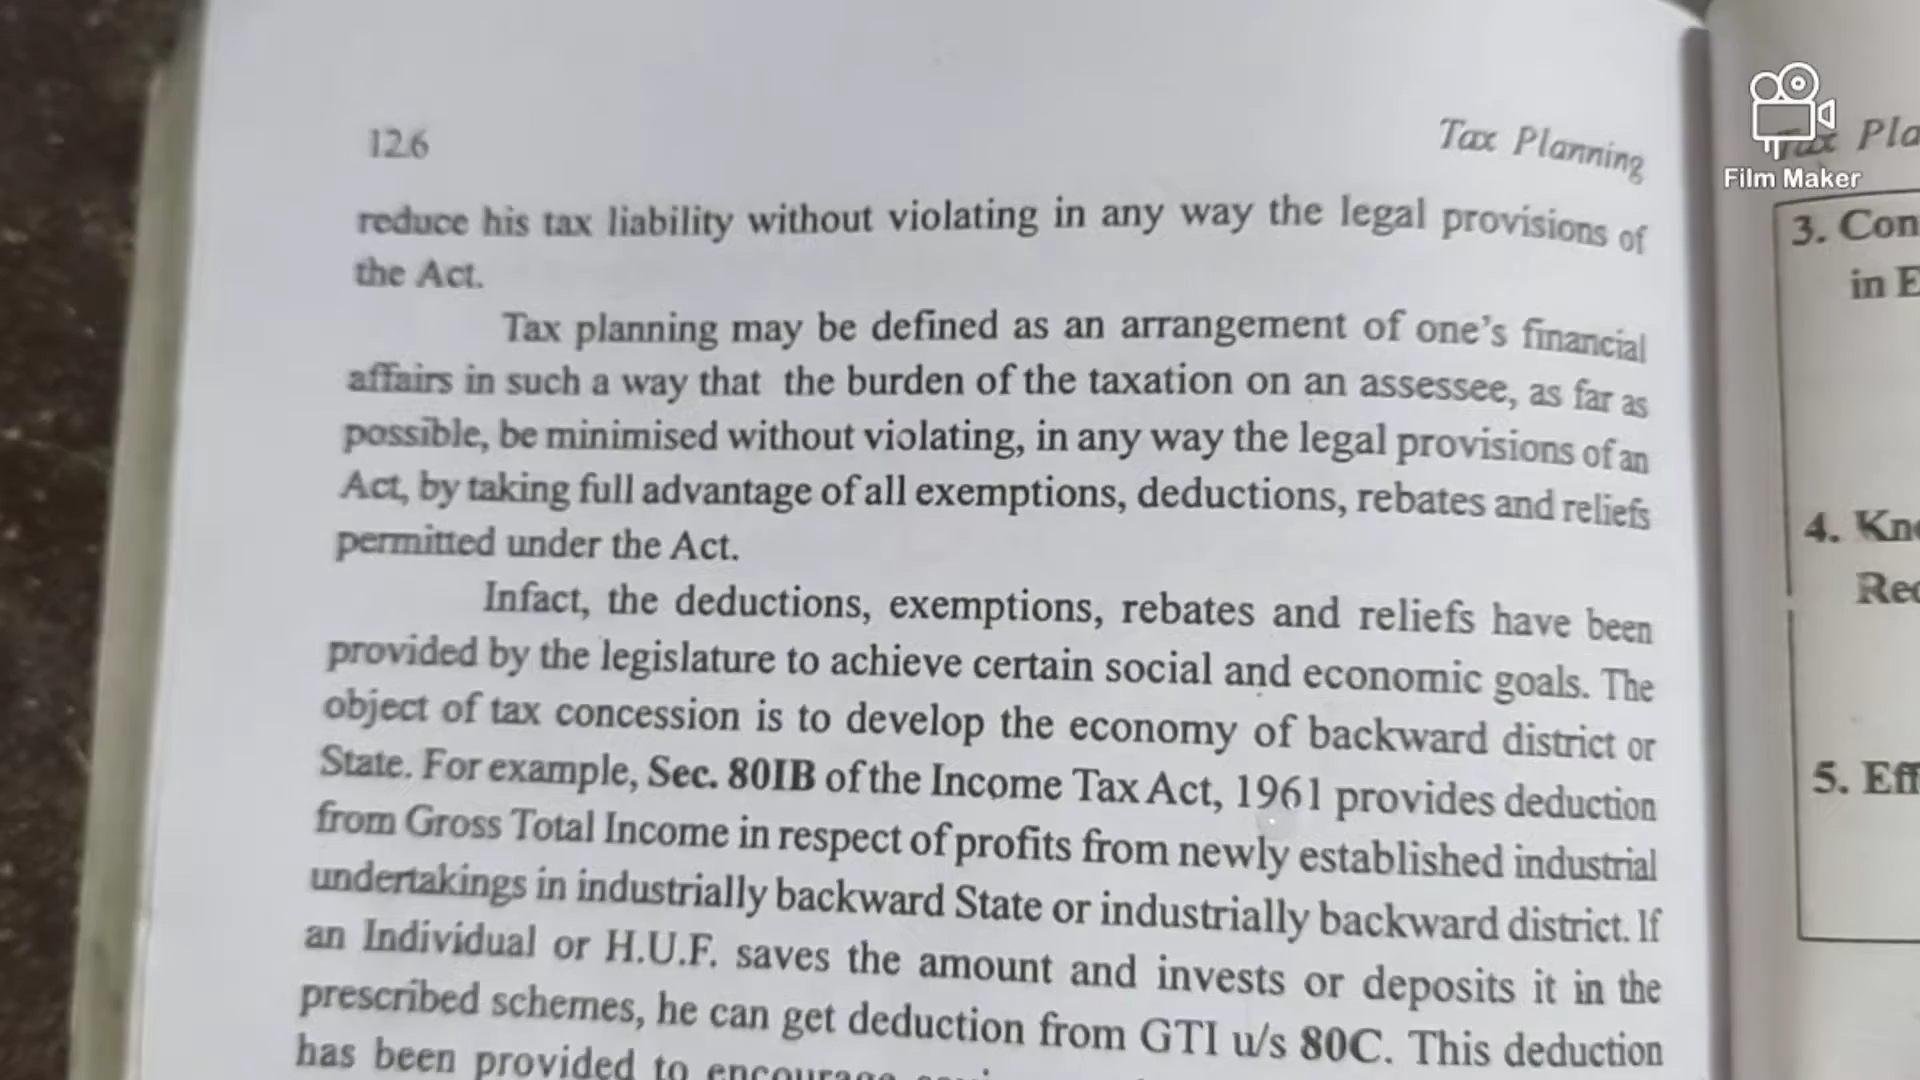 12.6
Tax Planning
reduce his tax liability without violating in any way the legal provisions of
the Act.
Tax planning may be defined as an arrangement of one's financial
affairs in such a way that the burden of the taxation on an assessee, as far as
possible, be minimised without violating, in any way the legal provisions of an
Act, by taking full advantage of all exemptions, deductions, rebates and reliefs
permitted under the Act.
Infact, the deductions, exemptions, rebates and reliefs have been
provided by the legislature to achieve certain social and economic goals. The
object of tax concession is to develop the economy of backward district or
State. For example, Sec. 80IB of the Income Tax Act, 1961 provides deduction
from Gross Total Income in respect of profits from newly established industrial
undertakings in industrially backward State or industrially backward district. If
an Individual or H.U.F. saves the amount and invests or deposits it in the
prescribed schemes, he can get deduction from GTI u/s 80C. This deduction
has been provided to encourage
Film Maker
3. Con
in E
4. Kn
Rec
5. Eff